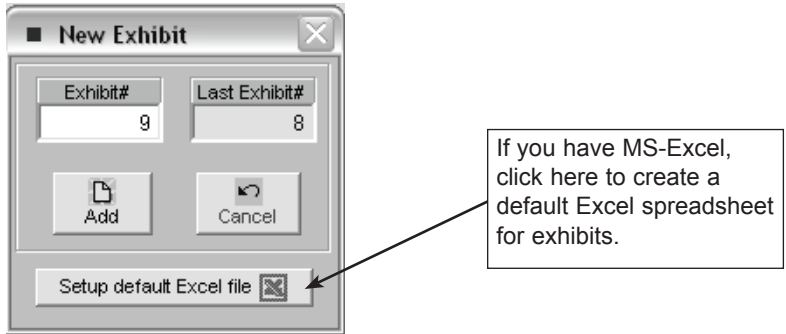 New Exhibit
Exhibit# Last Exhibit#
9 8
Add Cancel
Setup default Excel file
If you have MS-Excel,
click here to create a
default Excel spreadsheet
for exhibits.